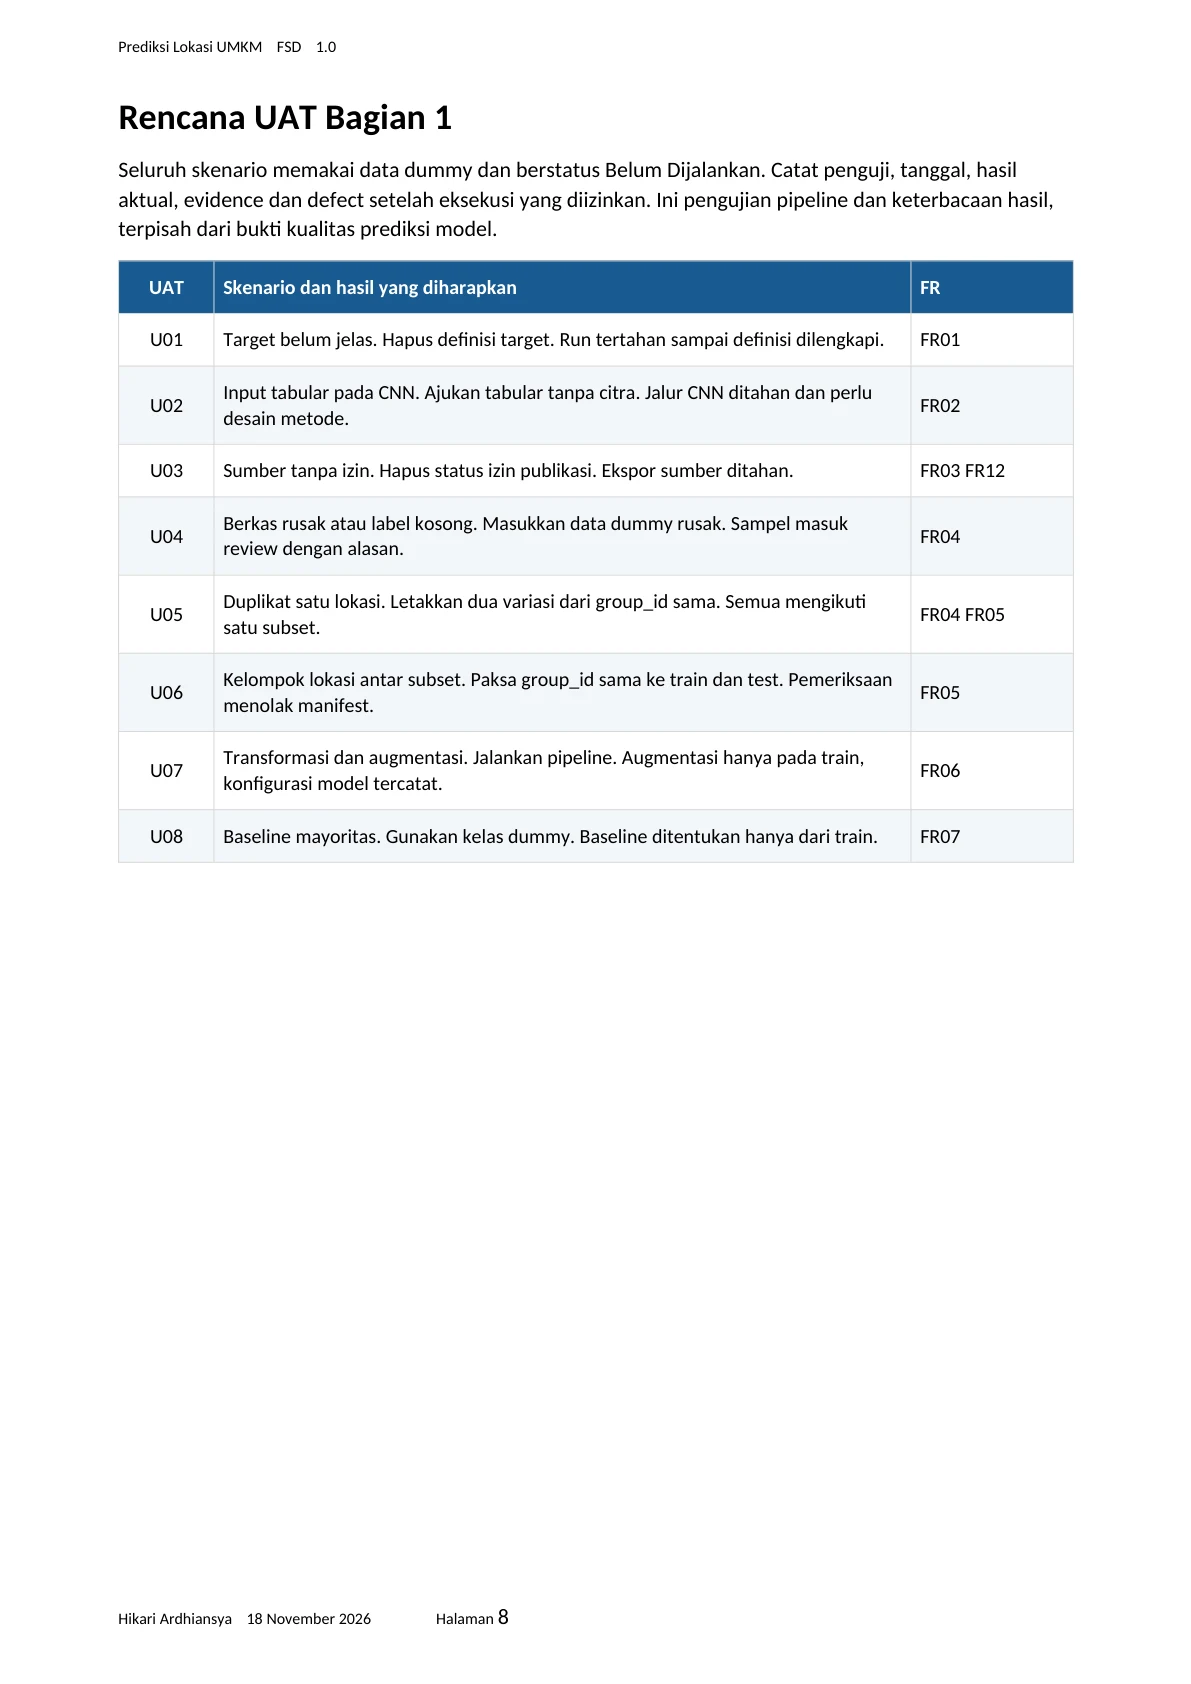 Prediksi Lokasi UMKM FSD 1.0
Rencana UAT Bagian 1
Seluruh skenario memakai data dummy dan berstatus Belum Dijalankan. Catat penguji, tanggal, hasil
aktual, evidence dan defect setelah eksekusi yang diizinkan. Ini pengujian pipeline dan keterbacaan hasil,
terpisah dari bukti kualitas prediksi model.
UAT Skenario dan hasil yang diharapkan FR
U01 Target belum jelas. Hapus definisi target. Run tertahan sampai definisi dilengkapi. FR01
U02 Input tabular pada CNN. Ajukan tabular tanpa citra. Jalur CNN ditahan dan perlu
desain metode. FR02
U03 Sumber tanpa izin. Hapus status izin publikasi. Ekspor sumber ditahan. FR03 FR12
U04 Berkas rusak atau label kosong. Masukkan data dummy rusak. Sampel masuk
review dengan alasan. FR04
U05 Duplikat satu lokasi. Letakkan dua variasi dari group_id sama. Semua mengikuti
satu subset. FR04 FR05
U06 Kelompok lokasi antar subset. Paksa group_id sama ke train dan test. Pemeriksaan
menolak manifest. FR05
U07 Transformasi dan augmentasi. Jalankan pipeline. Augmentasi hanya pada train,
konfigurasi model tercatat. FR06
U08 Baseline mayoritas. Gunakan kelas dummy. Baseline ditentukan hanya dari train. FR07
Hikari Ardhiansya 18 November 2026 Halaman 8